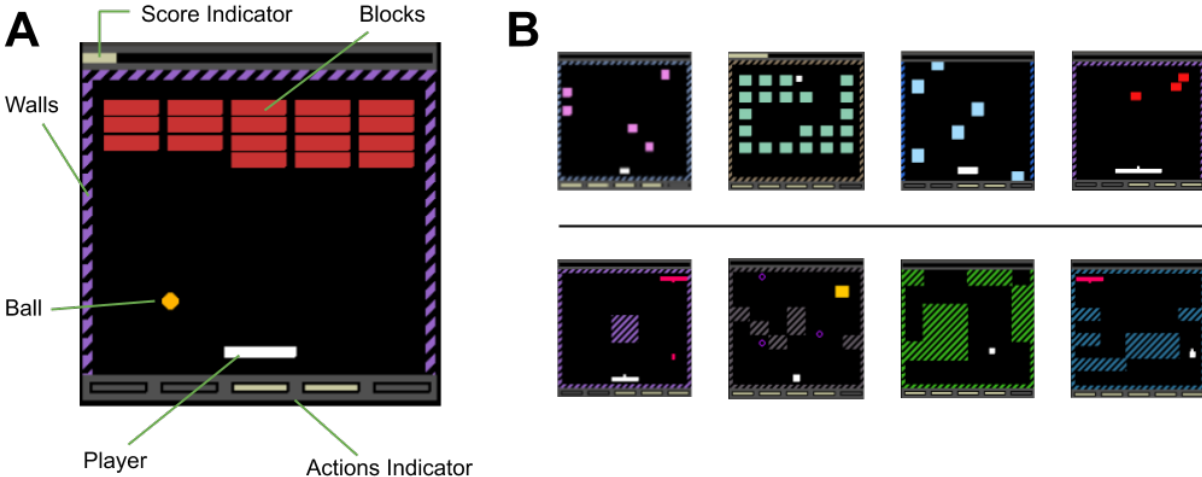 A
B
Score Indicator
Blocks
Walls
Ball
Player
Actions Indicator